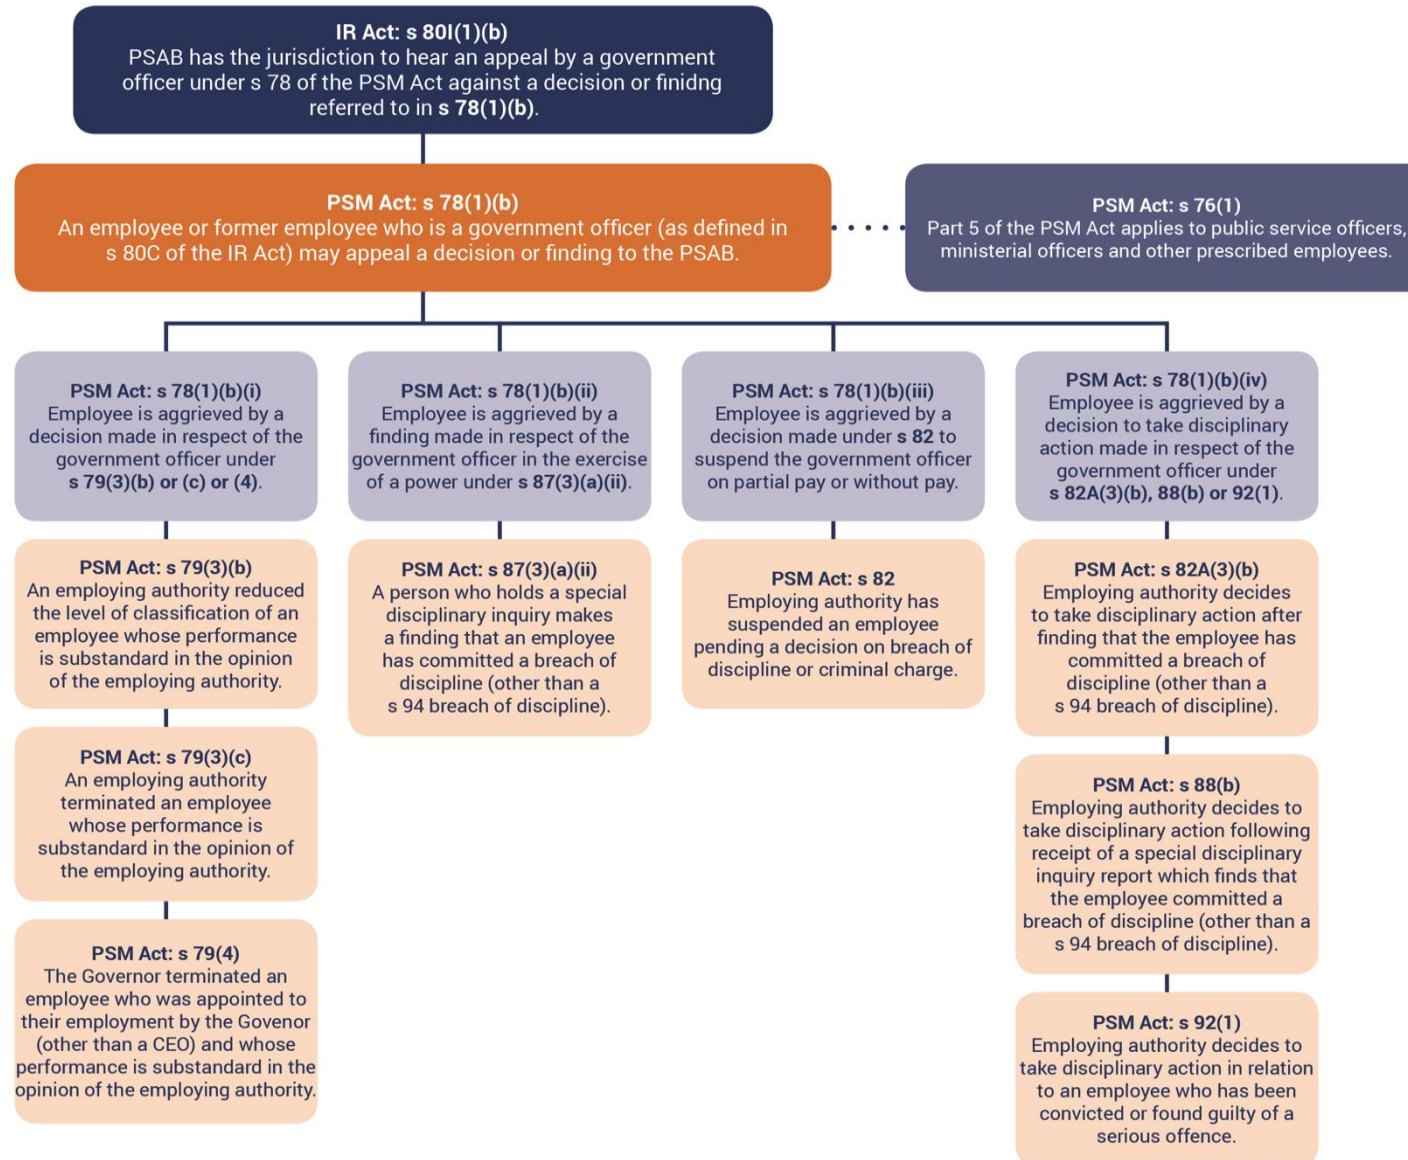 IR Act: s 80I(1)(b)
PSAB has the jurisdiction to hear an appeal by a government
officer under s 78 of the PSM Act against a decision or finidng
referred to in s 78(1)(b).
PSM Act: s 78(1)(b)
An employee or former employee who is a government officer (as defined in
s 80C of the IR Act) may appeal a decision or finding to the PSAB.
PSM Act: s 76(1)
Part 5 of the PSM Act applies to public service officers,
ministerial officers and other prescribed employees.
PSM Act: s 78(1)(b)(i)
Employee is aggrieved by a
decision made in respect of the
government officer under
s 79(3)(b) or (c) or (4).
PSM Act: s 79(3)(b)
An employing authority reduced
the level of classification of an
employee whose performance
is substandard in the opinion
of the employing authority.
PSM Act: s 79(3)(c)
An employing authority
terminated an employee
whose performance is
substandard in the opinion of
the employing authority.
PSM Act: s 79(4)
The Governor terminated an
employee who was appointed to
their employment by the Govenor
(other than a CEO) and whose
performance is substandard in the
opinion of the employing authority.
PSM Act: s 78(1)(b)(ii)
Employee is aggrieved by a
finding made in respect of the
government officer in the exercise
of a power under s 87(3)(a)(ii).
PSM Act: s 87(3)(a)(ii)
A person who holds a special
disciplinary inquiry makes
a finding that an employee
has committed a breach of
discipline (other than a
s 94 breach of discipline).
PSM Act: s 78(1)(b)(iii)
Employee is aggrieved by a
decision made under s 82 to
suspend the government officer
on partial pay or without pay.
PSM Act: s 82
Employing authority has
suspended an employee
pending a decision on breach of
discipline or criminal charge.
PSM Act: s 78(1)(b)(iv)
Employee is aggrieved by a
decision to take disciplinary
action made in respect of the
government officer under
s 82A(3)(b), 88(b) or 92(1).
PSM Act: s 82A(3)(b)
Employing authority decides
to take disciplinary action after
finding that the employee has
committed a breach of
discipline (other than a
s 94 breach of discipline).
PSM Act: s 88(b)
Employing authority decides to
take disciplinary action following
receipt of a special disciplinary
inquiry report which finds that
the employee committed a
breach of discipline (other than a
s 94 breach of discipline).
PSM Act: s 92(1)
Employing authority decides to
take disciplinary action in relation
to an employee who has been
convicted or found guilty of a
serious offence.